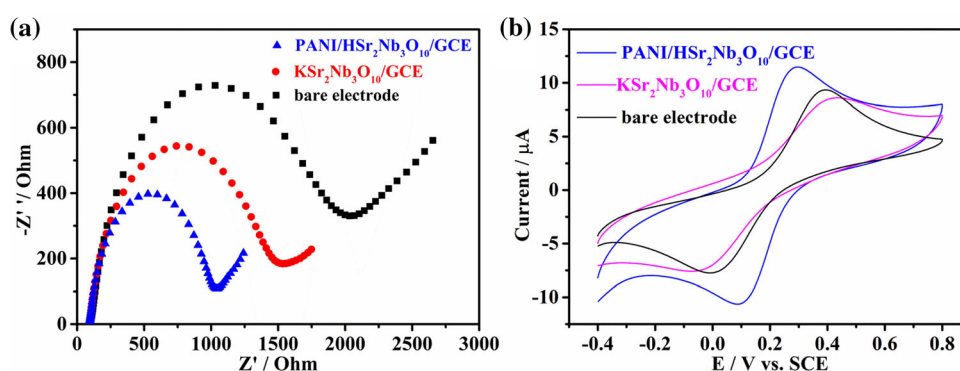 (a)
PANI/HSr₂Nb₃O₁₀/GCE
KSr₂Nb₃O₁₀/GCE
bare electrode
-Z''/Ohm
800
600
400
200
0
0 500 1000 1500 2000 2500 3000
Z' / Ohm
(b)
PANI/HSr₂Nb₃O₁₀/GCE
KSr₂Nb₃O₁₀/GCE
bare electrode
Current / μA
15
10
5
0
-5
-10
-0.4 -0.2 0.0 0.2 0.4 0.6 0.8
E / V vs. SCE